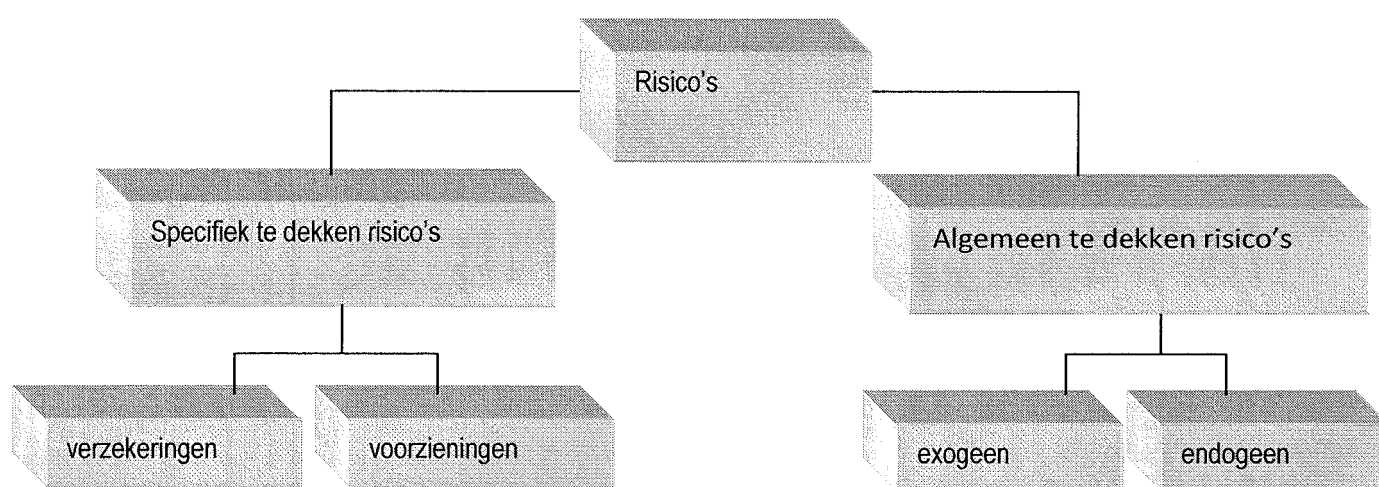 Risico's
Specifiek te dekken risico's
Algemeen te dekken risico's
verzekeringen
voorzieningen
exogeen
endogeen